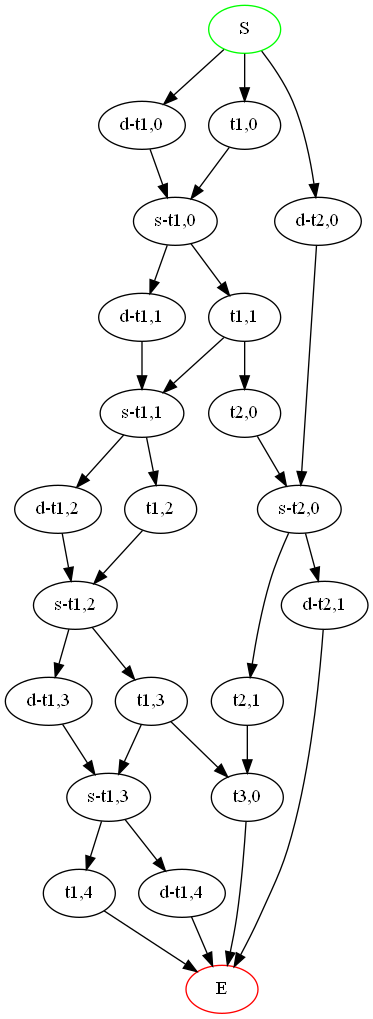 S
d-t1,0
t1,0
s-t1,0
d-t2,0
d-t1,1
t1,1
s-t1,1
t2,0
d-t1,2
t1,2
s-t2,0
s-t1,2
d-t2,1
d-t1,3
t1,3
t2,1
s-t1,3
t3,0
t1,4
d-t1,4
E